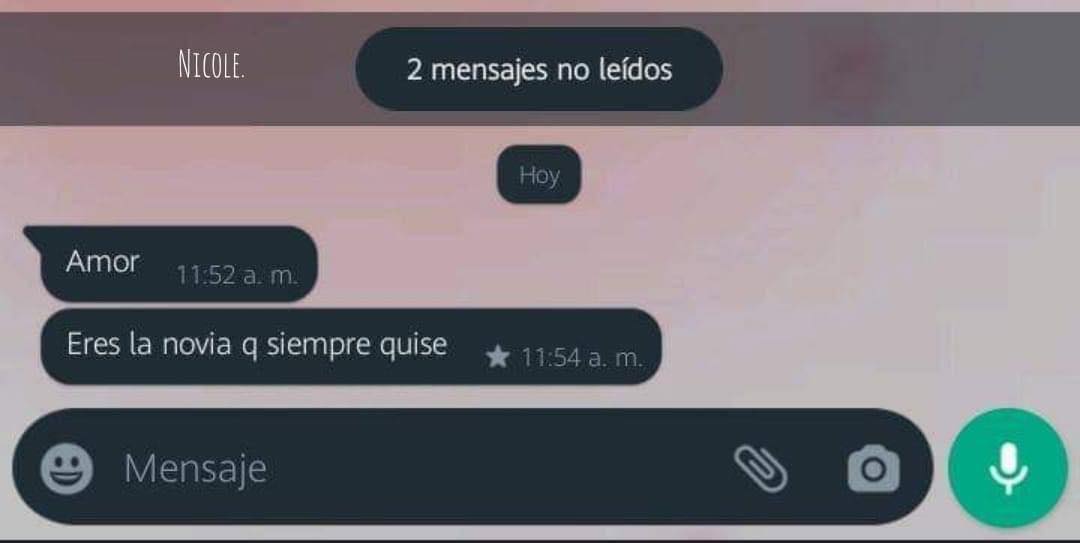 Nicole.
2 mensajes no leídos
Hoy
Amor 11:52 a. m.
Eres la novia q siempre quise 11:54 a. m.
Mensaje